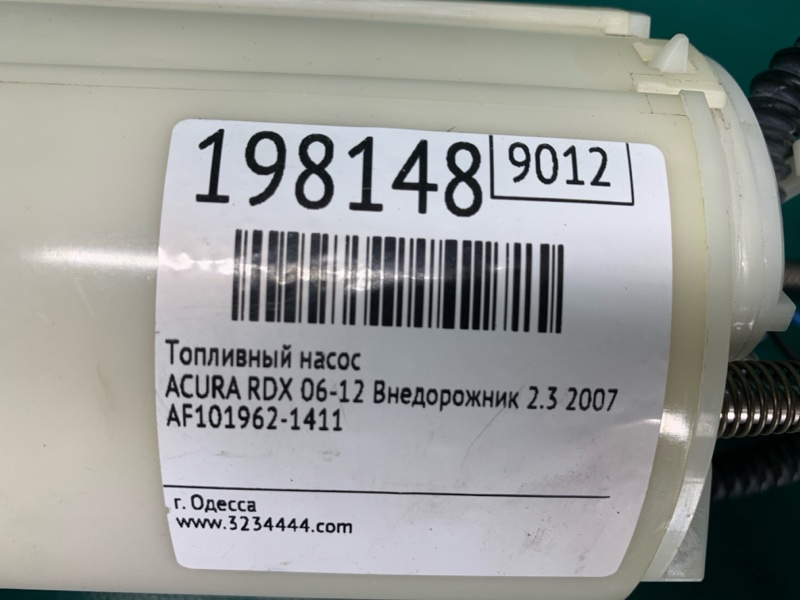 198148
9012
Топливный насос
ACURA RDX 06-12 Внедорожник 2.3 2007
AF101962-1411
г. Одесса
www.3234444.com